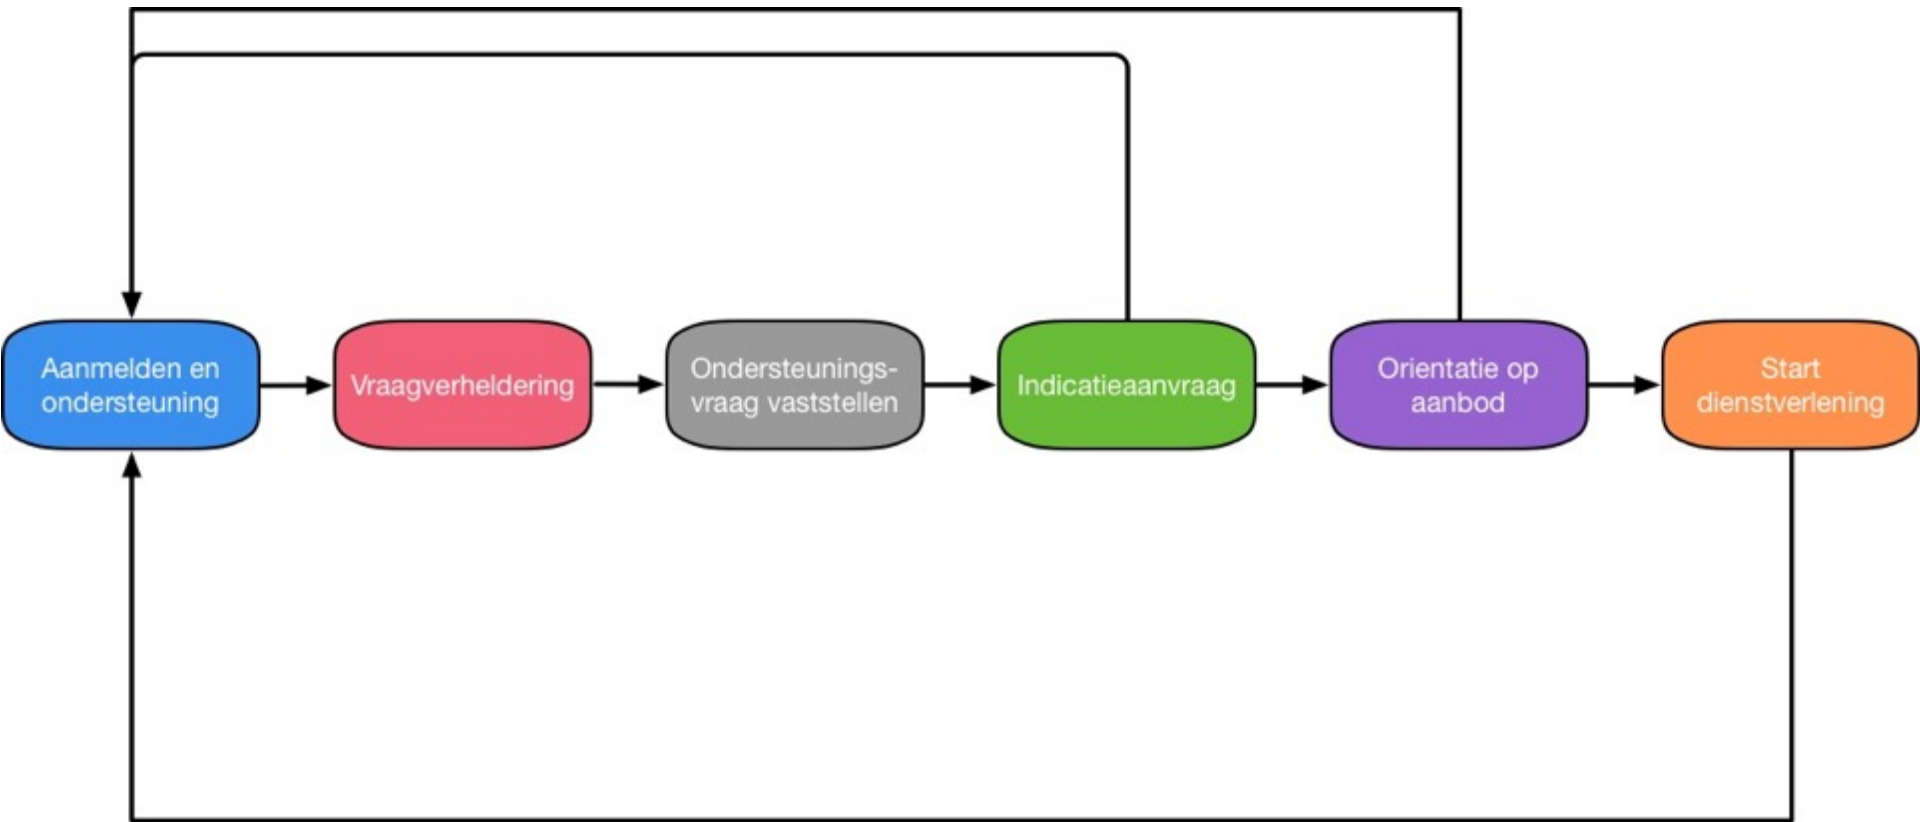 Aanmelden en
ondersteuning
Vraagverheldering
Ondersteunings-
vraag vaststellen
Indicatieaanvraag
Orientatie op
aanbod
Start
dienstverlening